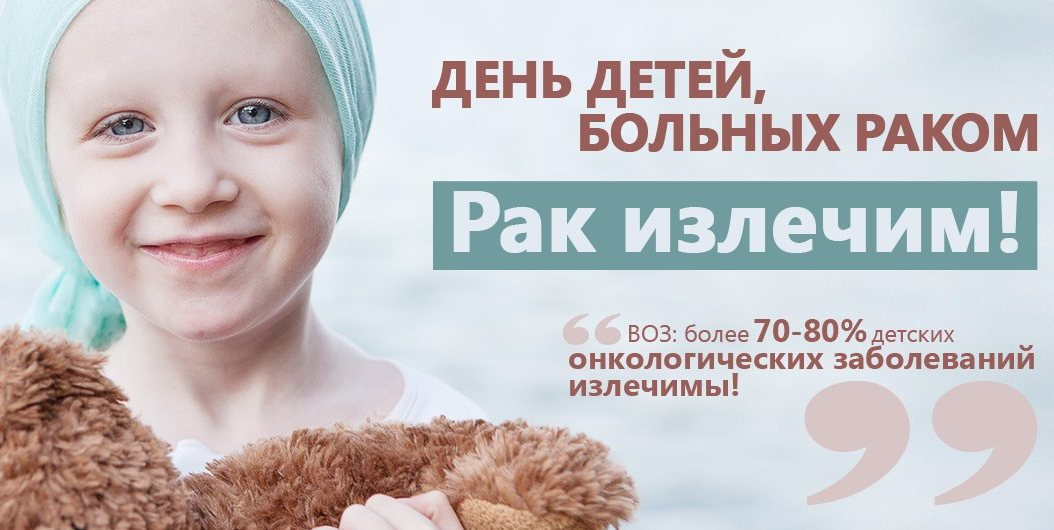 ДЕНЬ ДЕТЕЙ,
БОЛЬНЫХ РАКОМ
Рак излечим!
“ ВОЗ: более 70-80% детских
онкологических заболеваний
излечимы!
”